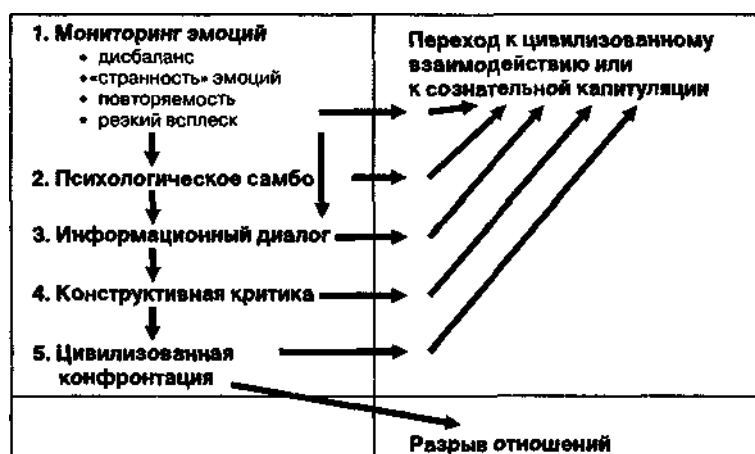 1. Мониторинг эмоций
• дисбаланс
• «странность» эмоций
• повторяемость
• резкий всплеск
2. Психологическое самбо
3. Информационный диалог
4. Конструктивная критика
5. Цивилизованная
конфронтация
Переход к цивилизованному
взаимодействию или
к сознательной капитуляции
Разрыв отношений